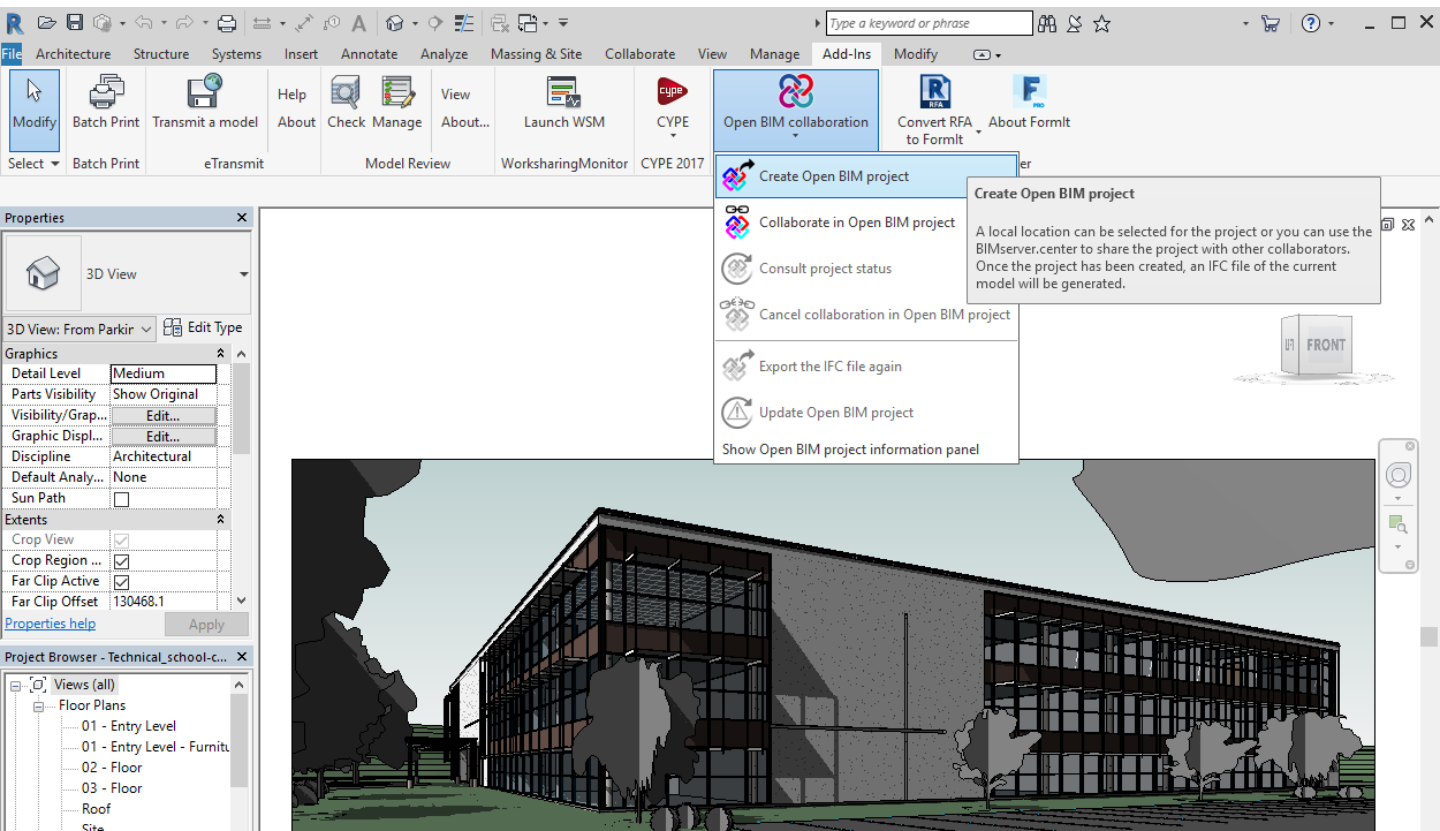 Type a keyword or phrase
File Architecture Structure Systems Insert Annotate Analyze Massing & Site Collaborate View Manage Add-Ins Modify
Modify Batch Print Transmit a model Help About Check Manage View About... Launch WSM cype CYPE Open BIM collaboration RFA Convert RFA to FormIt PRO About FormIt
Select Batch Print eTransmit Model Review WorksharingMonitor CYPE 2017 er
Create Open BIM project
Collaborate in Open BIM project
Consult project status
Cancel collaboration in Open BIM project
Export the IFC file again
Update Open BIM project
Show Open BIM project information panel
Create Open BIM project
A local location can be selected for the project or you can use the
BIMserver.center to share the project with other collaborators.
Once the project has been created, an IFC file of the current
model will be generated.
FRONT
Properties
3D View
3D View: From Parkir Edit Type
Graphics
Detail Level Medium
Parts Visibility Show Original
Visibility/Grap... Edit...
Graphic Displ... Edit...
Discipline Architectural
Default Analy... None
Sun Path
Extents
Crop View
Crop Region ...
Far Clip Active
Far Clip Offset 130468.1
Properties help Apply
Project Browser - Technical_school-c...
Views (all)
Floor Plans
01 - Entry Level
01 - Entry Level - Furnitu
02 - Floor
03 - Floor
Roof
Site